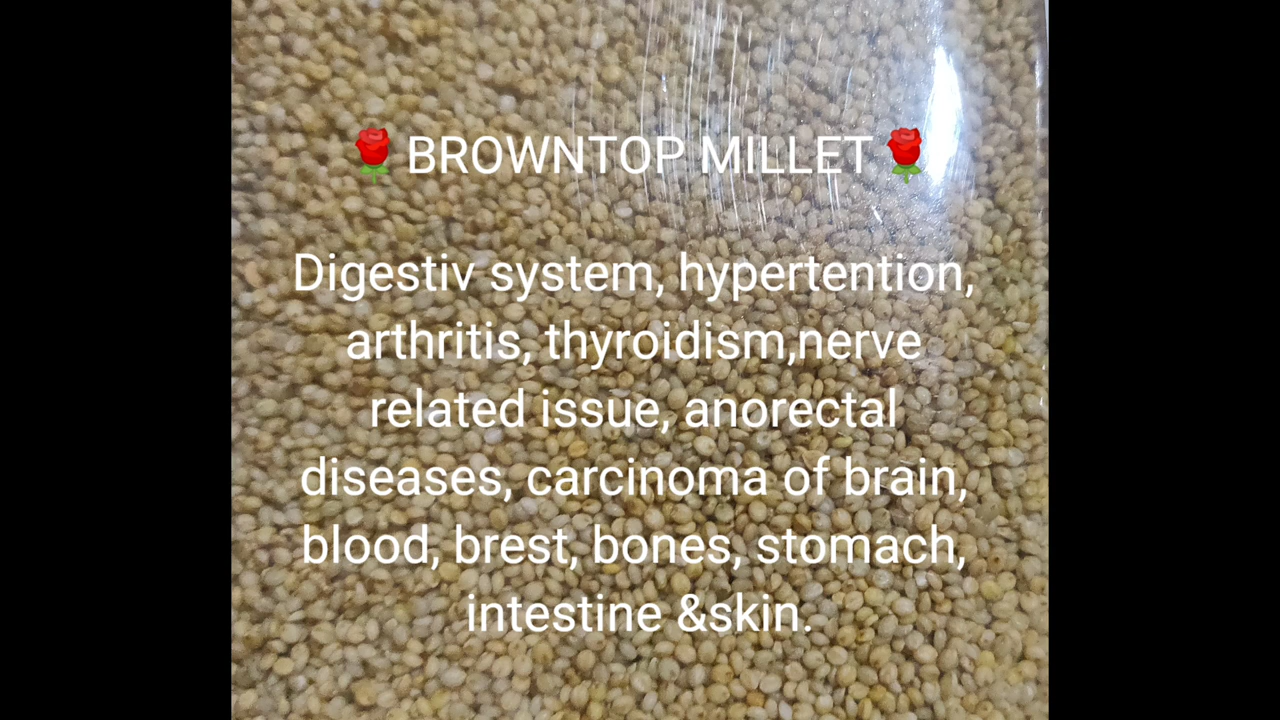 🌹 BROWNTOP MILLET 🌹
Digestiv system, hypertention,
arthritis, thyroidism,nerve
related issue, anorectal
diseases, carcinoma of brain,
blood, brest, bones, stomach,
intestine &skin.